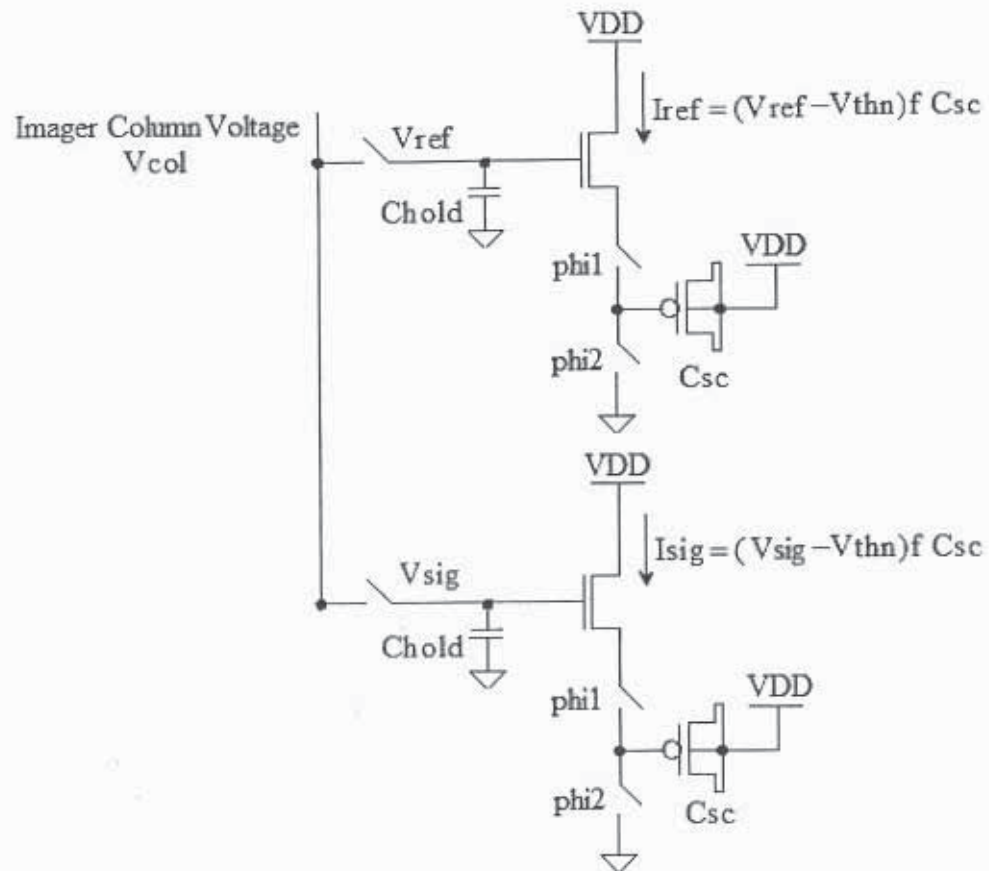 VDD
Iref=(Vref-Vthn)f Csc
Imager Column Voltage
Vcol
Vref
Chold
phi1
VDD
phi2
Csc
VDD
Isig=(Vsig-Vthn)f Csc
Vsig
Chold
phi1
VDD
phi2
Csc